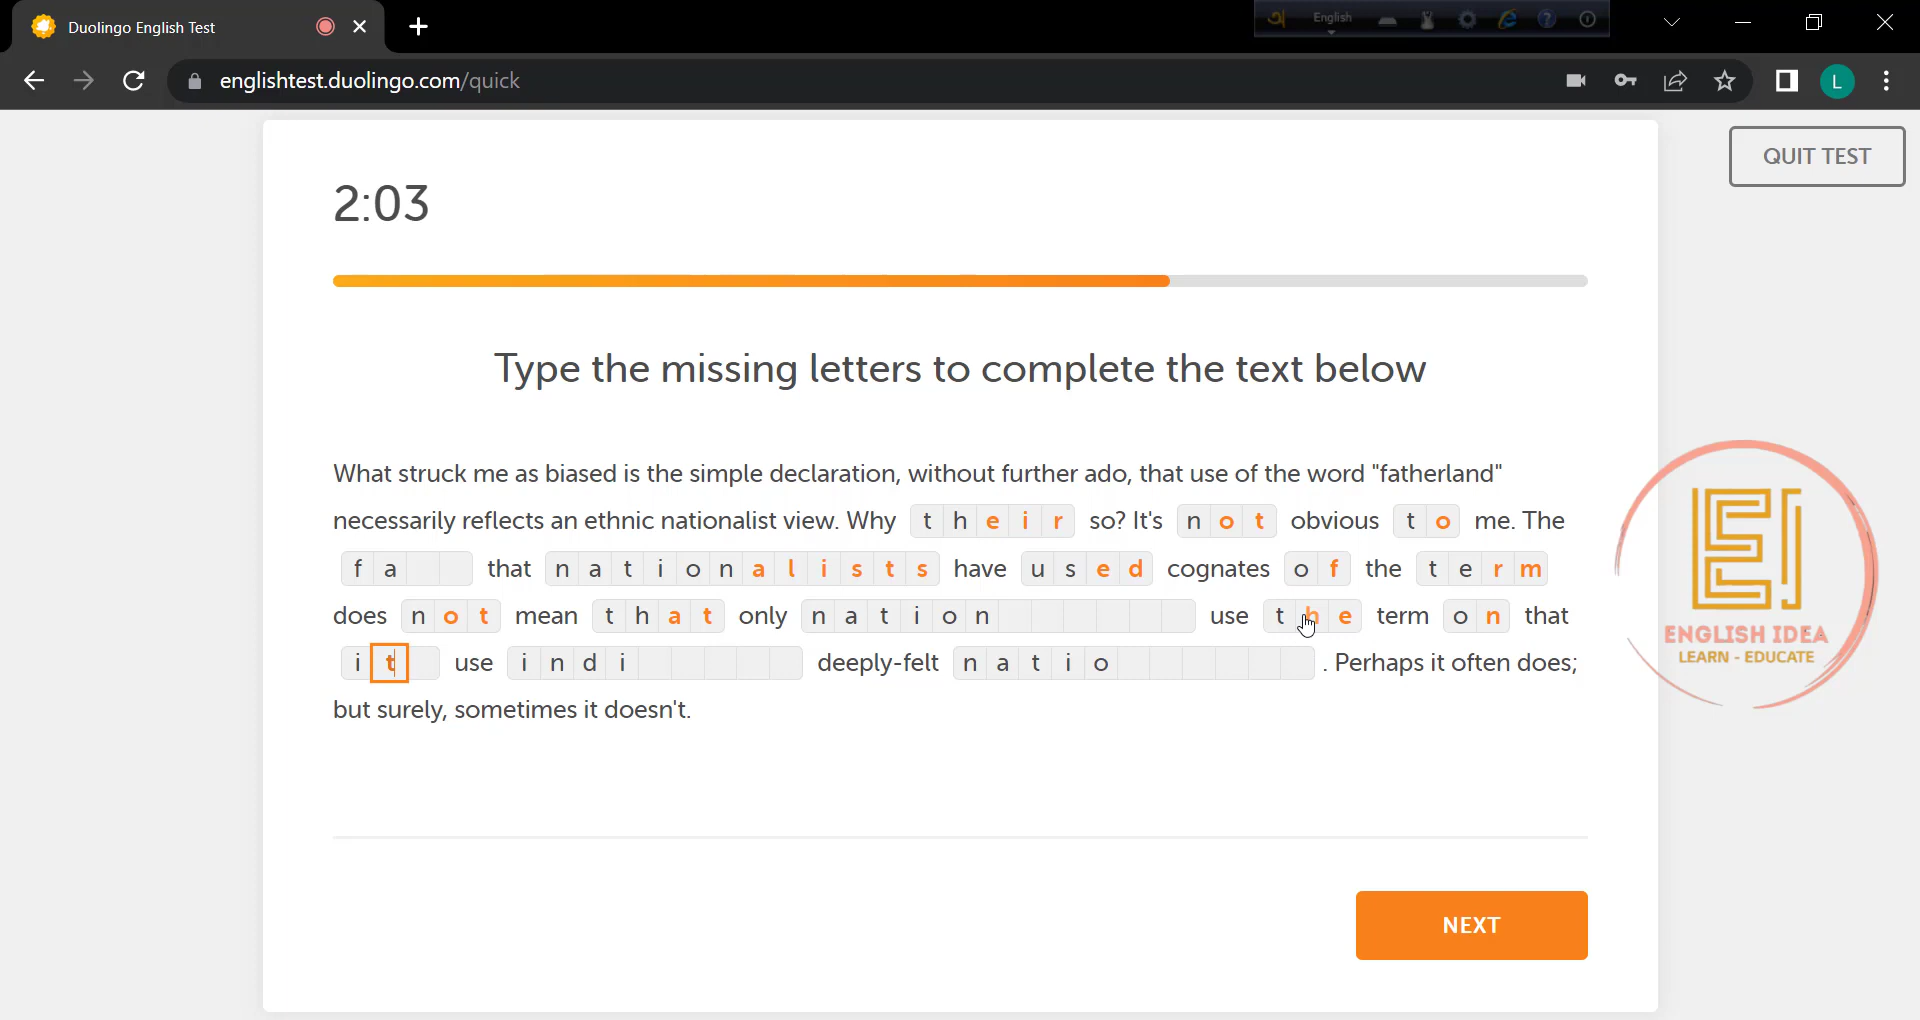 Duolingo English Test
English
englishtest.duolingo.com/quick
L
QUIT TEST
2:03
Type the missing letters to complete the text below
What struck me as biased is the simple declaration, without further ado, that use of the word "fatherland"
necessarily reflects an ethnic nationalist view. Why their so? It's not obvious to me. The
fa that nationalists have used cognates of the term
does not mean that only nation use the term on that
it use indi deeply-felt natio . Perhaps it often does;
but surely, sometimes it doesn't.
NEXT
EI
ENGLISH IDEA
LEARN - EDUCATE